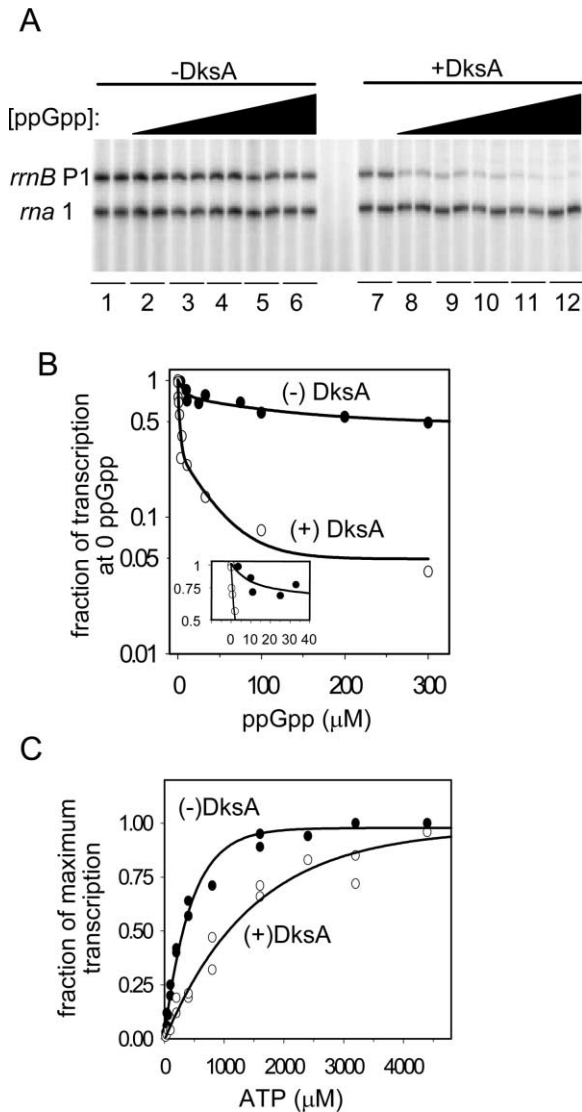 A
-DksA +DksA
[ppGpp]:
rrnB P1
rna 1
1 2 3 4 5 6 7 8 9 10 11 12
B
1
0.5
0.1
0.05
0.01
fraction of transcription
at 0 ppGpp
(-) DksA
(+) DksA
1
0.75
0.5
0 10 20 30 40
0 100 200 300
ppGpp (μM)
C
1.00
0.75
0.50
0.25
0.00
fraction of maximum
transcription
(-)DksA
(+)DksA
0 1000 2000 3000 4000
ATP (μM)